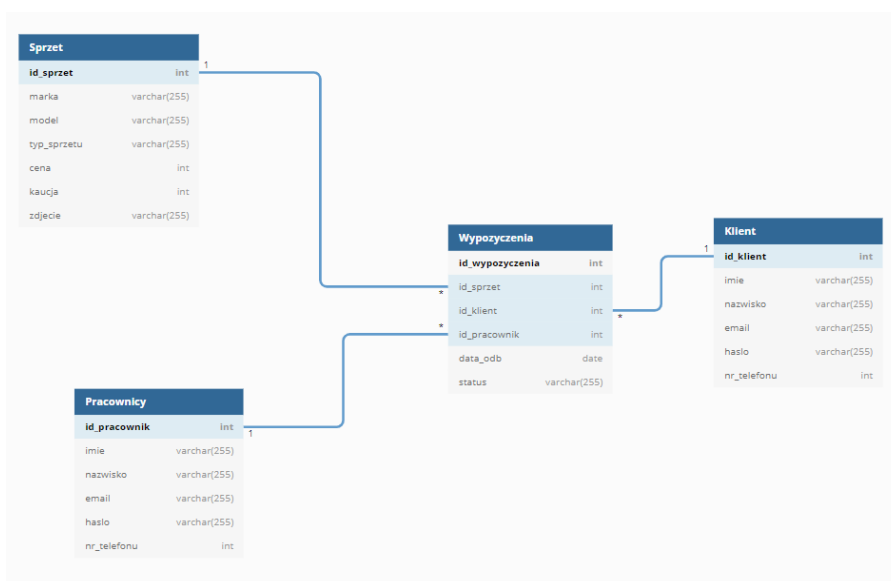 Sprzet
id_sprzet int
marka varchar(255)
model varchar(255)
typ_sprzetu varchar(255)
cena int
kaucja int
zdjecie varchar(255)
1
Wypozyczenia
id_wypozyczenia int
id_sprzet int
id_klient int
id_pracownik int
data_odb date
status varchar(255)
*
*
*
Klient
id_klient int
imie varchar(255)
nazwisko varchar(255)
email varchar(255)
haslo varchar(255)
nr_telefonu int
1
Pracownicy
id_pracownik int
imie varchar(255)
nazwisko varchar(255)
email varchar(255)
haslo varchar(255)
nr_telefonu int
1